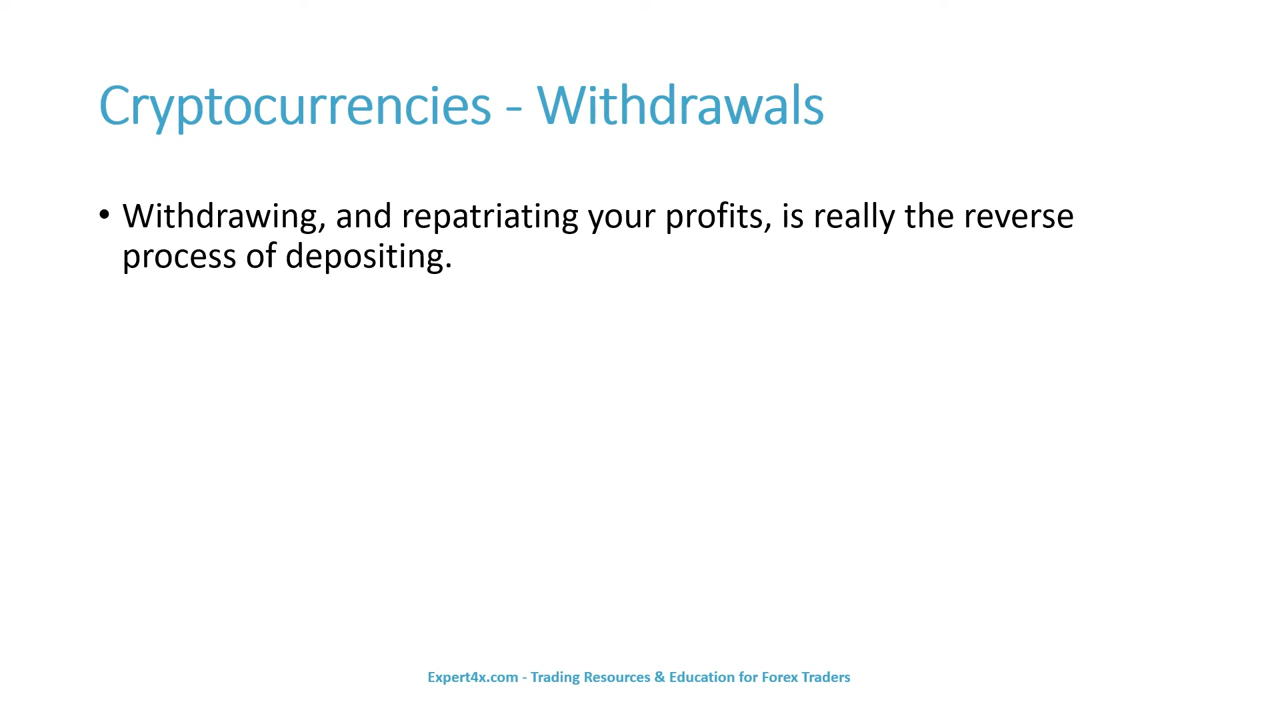 Cryptocurrencies - Withdrawals
• Withdrawing, and repatriating your profits, is really the reverse
process of depositing.
Expert4x.com - Trading Resources & Education for Forex Traders